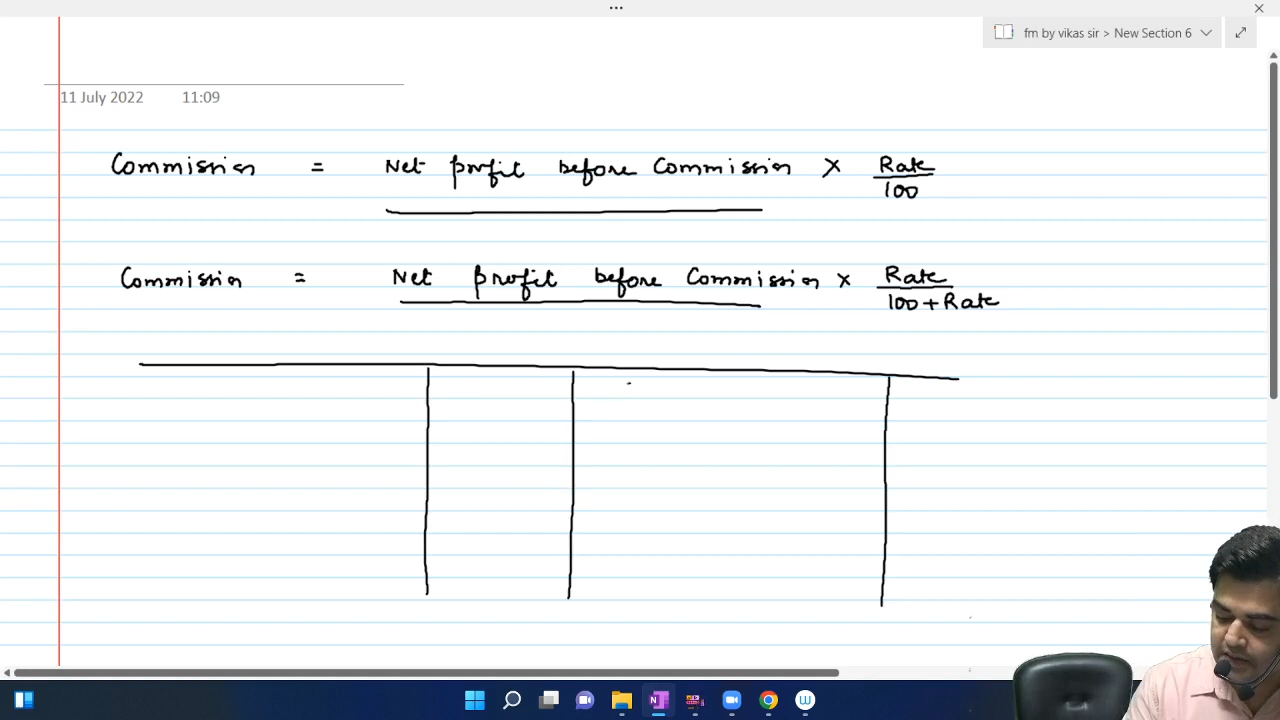 ...
fm by vikas sir > New Section 6
11 July 2022 11:09
Commission = Net profit before Commission × Rate/100
Commission = Net profit before Commission × Rate/100 + Rate